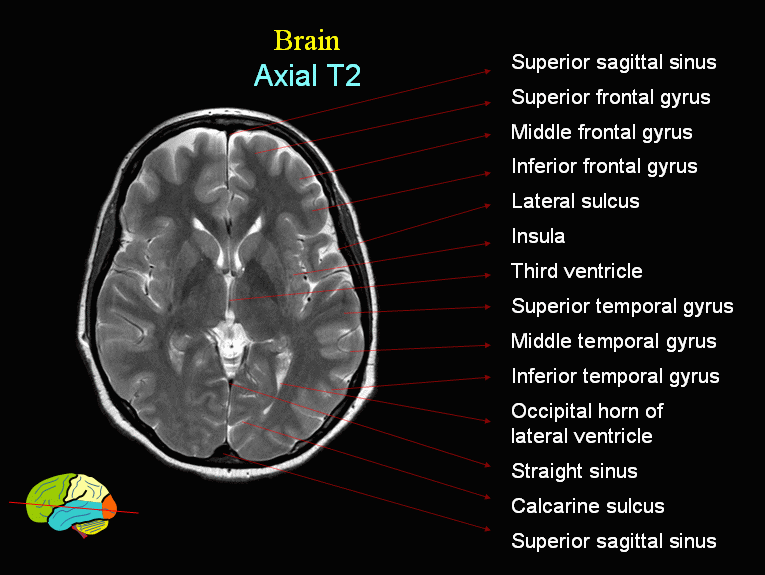 Brain
Axial T2
Superior sagittal sinus
Superior frontal gyrus
Middle frontal gyrus
Inferior frontal gyrus
Lateral sulcus
Insula
Third ventricle
Superior temporal gyrus
Middle temporal gyrus
Inferior temporal gyrus
Occipital horn of
lateral ventricle
Straight sinus
Calcarine sulcus
Superior sagittal sinus